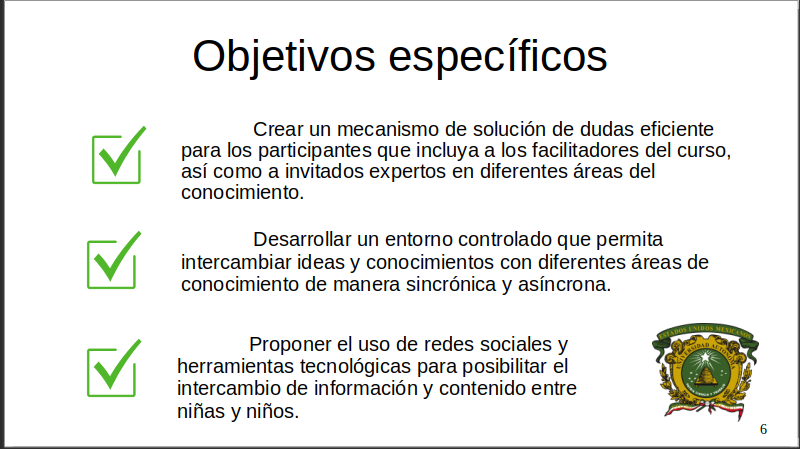 Objetivos específicos
Crear un mecanismo de solución de dudas eficiente
para los participantes que incluya a los facilitadores del curso,
así como a invitados expertos en diferentes áreas del
conocimiento.
Desarrollar un entorno controlado que permita
intercambiar ideas y conocimientos con diferentes áreas de
conocimiento de manera sincrónica y asíncrona.
Proponer el uso de redes sociales y
herramientas tecnológicas para posibilitar el
intercambio de información y contenido entre
niñas y niños.
ESTADOS UNIDOS MEXICANOS
UNIVERSIDAD AUTÓNOMA
6